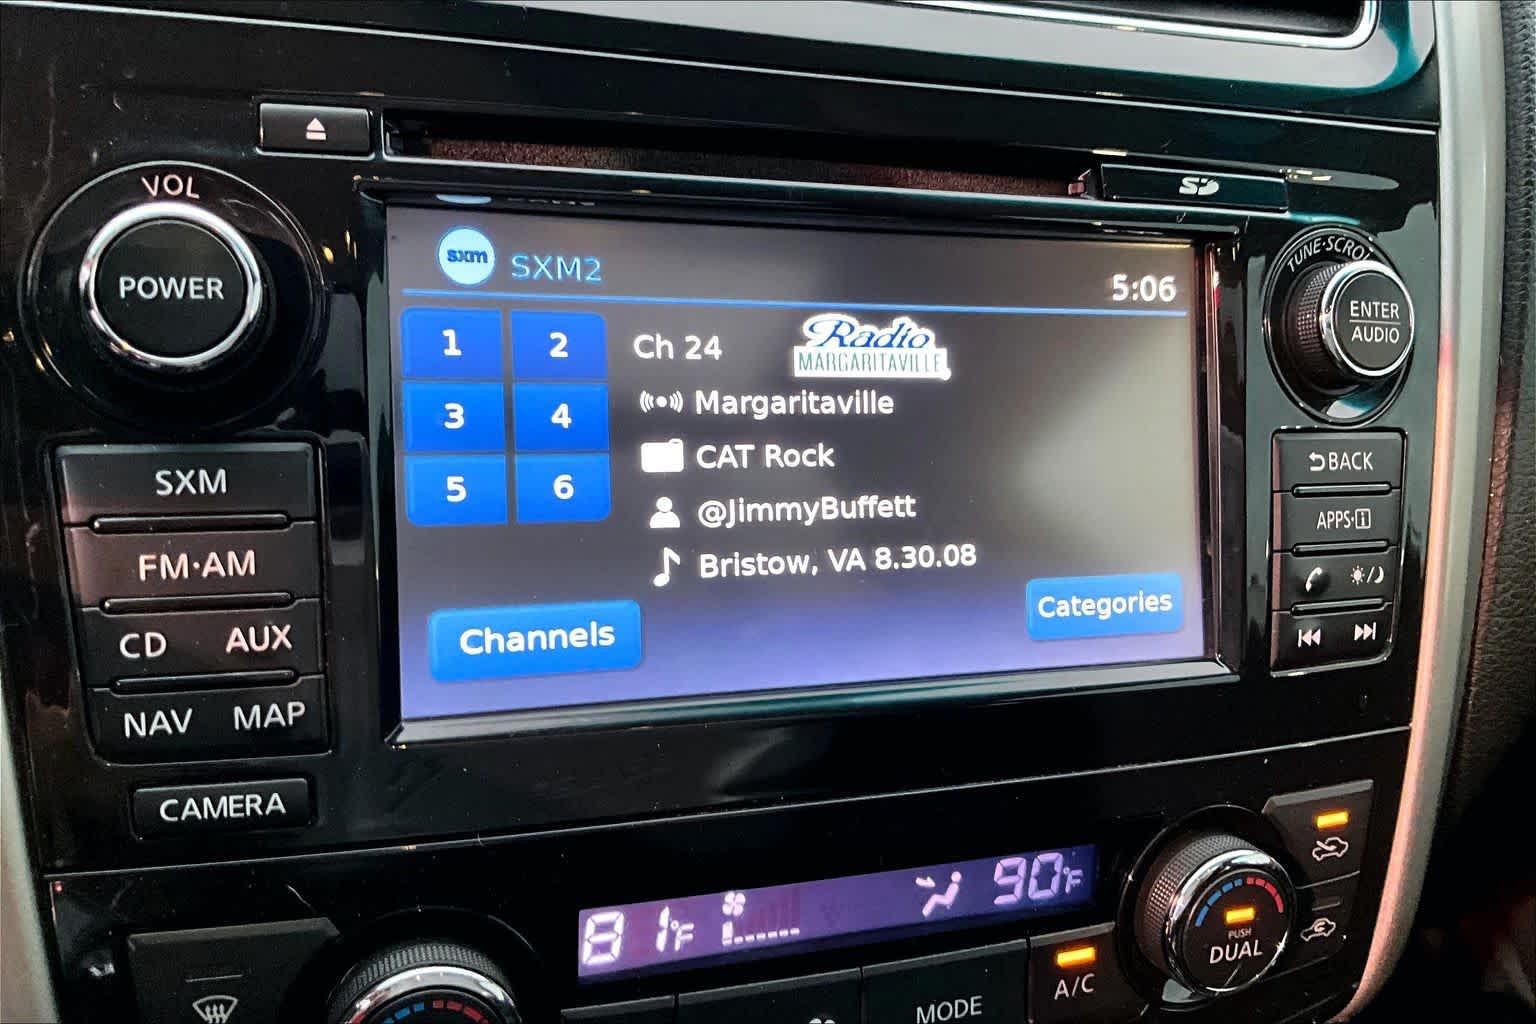 SD
VOL
POWER
TUNE·SCROL
ENTER
AUDIO
sxm SXM2
5:06
1 2
3 4
5 6
Ch 24
Radio
MARGARITAVILLE
Margaritaville
CAT Rock
@JimmyBuffett
Bristow, VA 8.30.08
Channels
Categories
SXM
FM·AM
CD AUX
NAV MAP
CAMERA
BACK
APPS·i
81°F
90°F
PUSH
DUAL
A/C
MODE